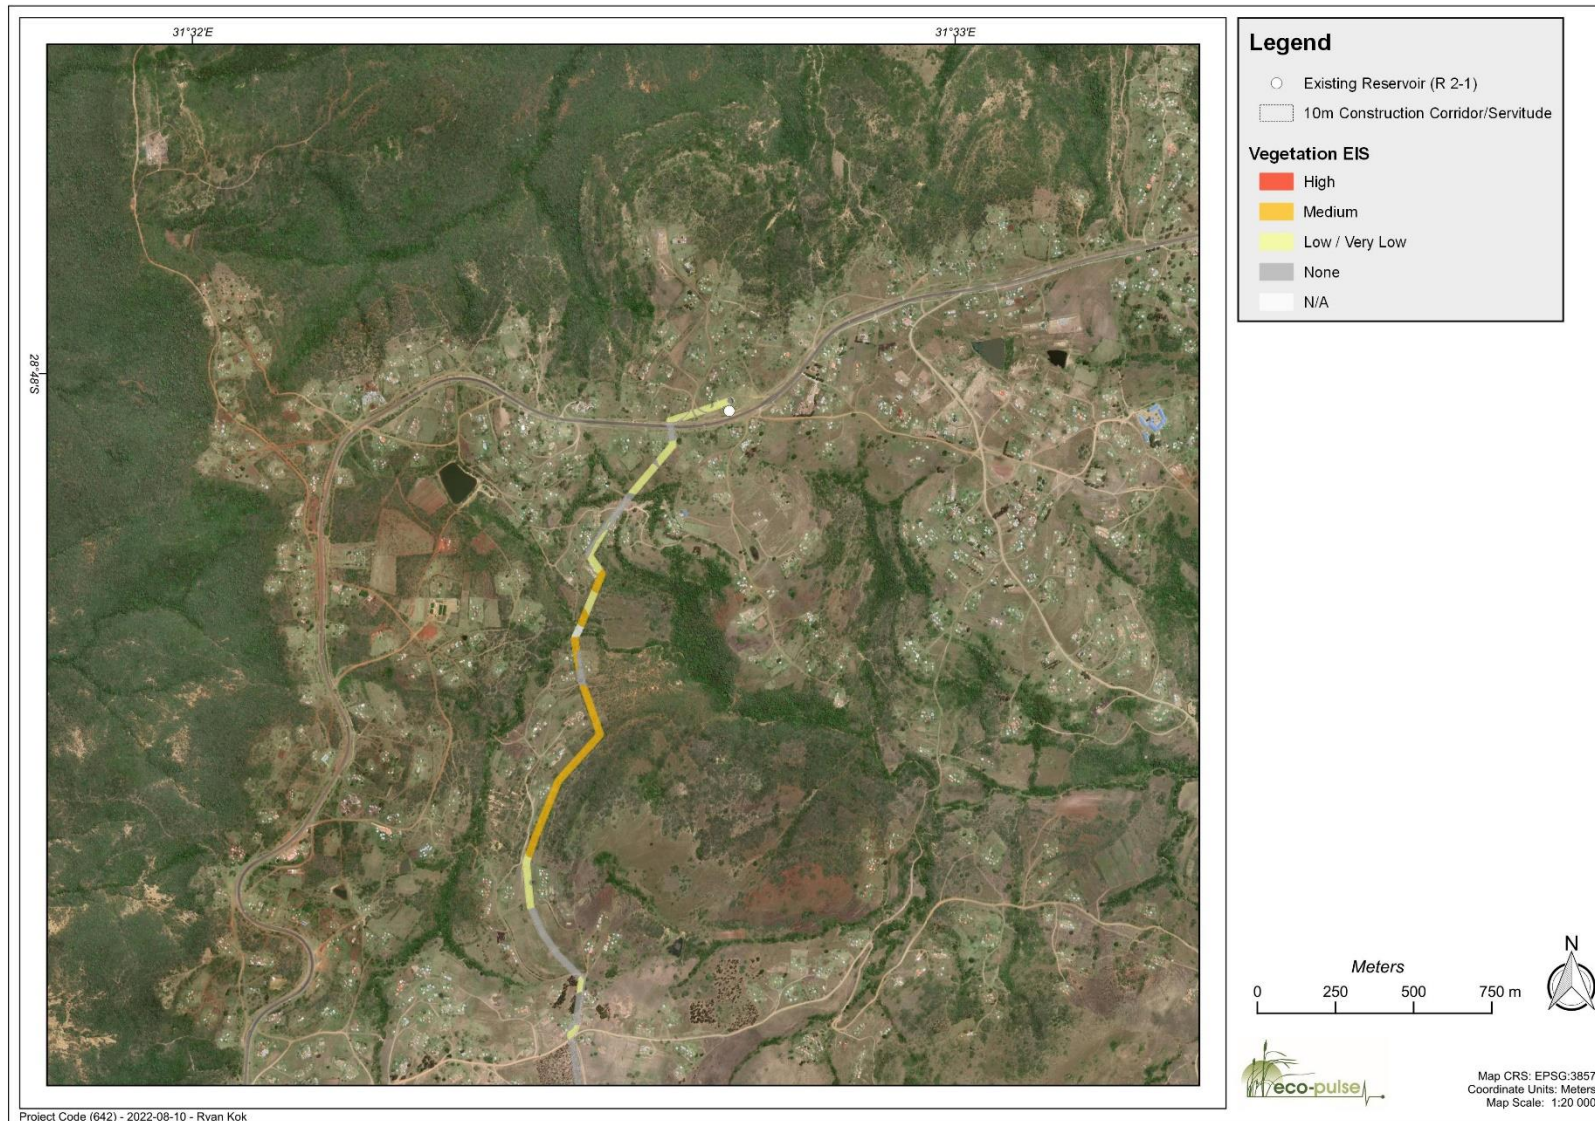 31°32'E
31°33'E
28°48'S
Legend
Existing Reservoir (R 2-1)
10m Construction Corridor/Servitude
Vegetation EIS
High
Medium
Low / Very Low
None
N/A
Meters
0 250 500 750 m
N
eco-pulse
Map CRS: EPSG:3857
Coordinate Units: Meters
Map Scale: 1:20 000
Project Code (642) - 2022-08-10 - Ryan Kok